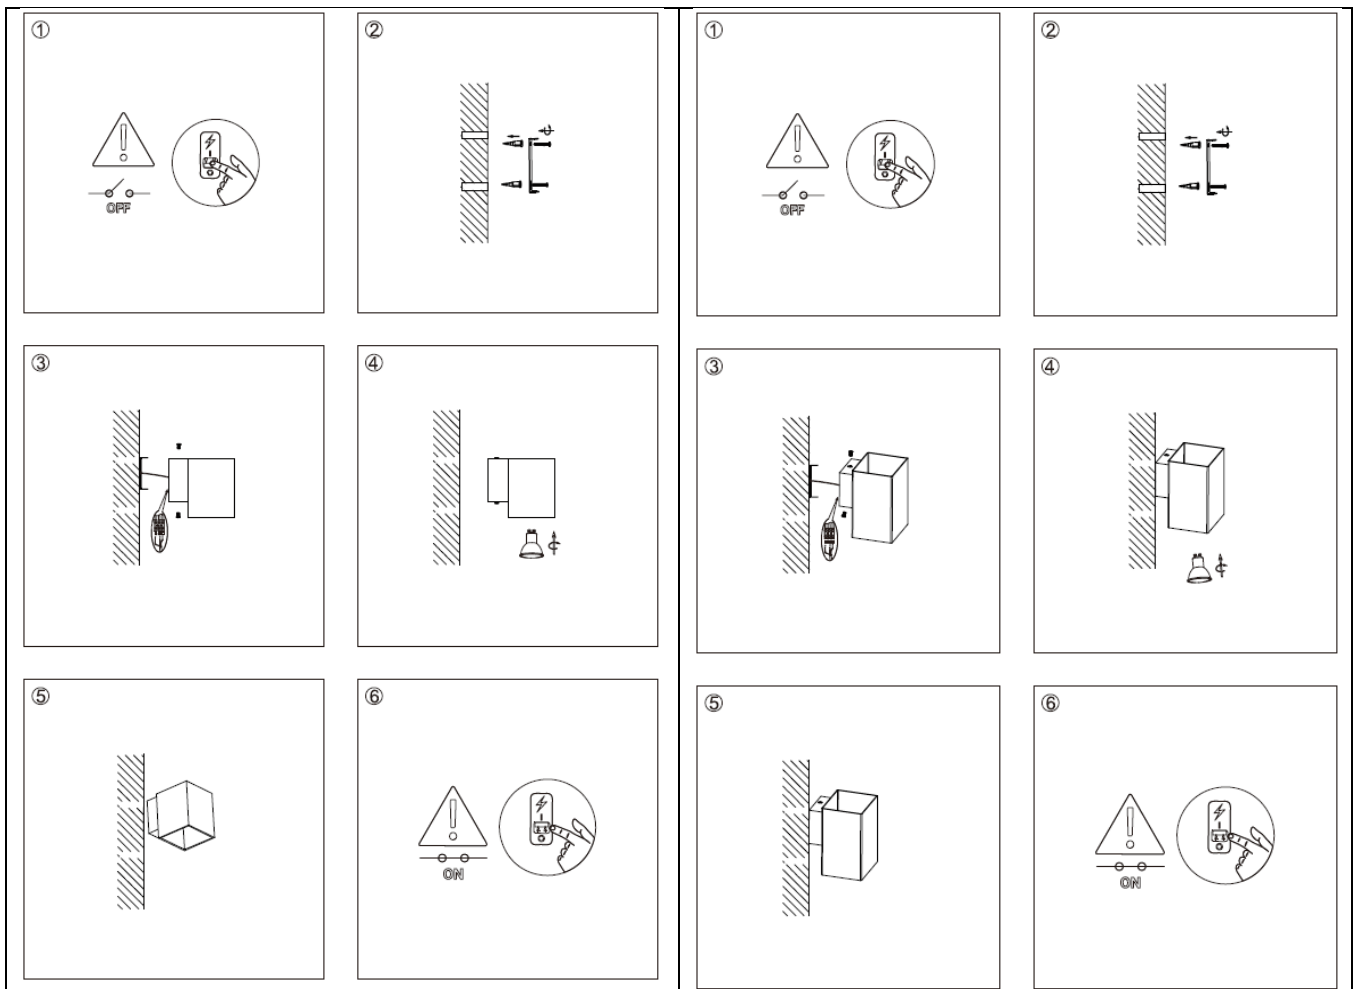 ① ②
OFF
③ ④
⑤ ⑥
ON
① ②
OFF
③ ④
⑤ ⑥
ON